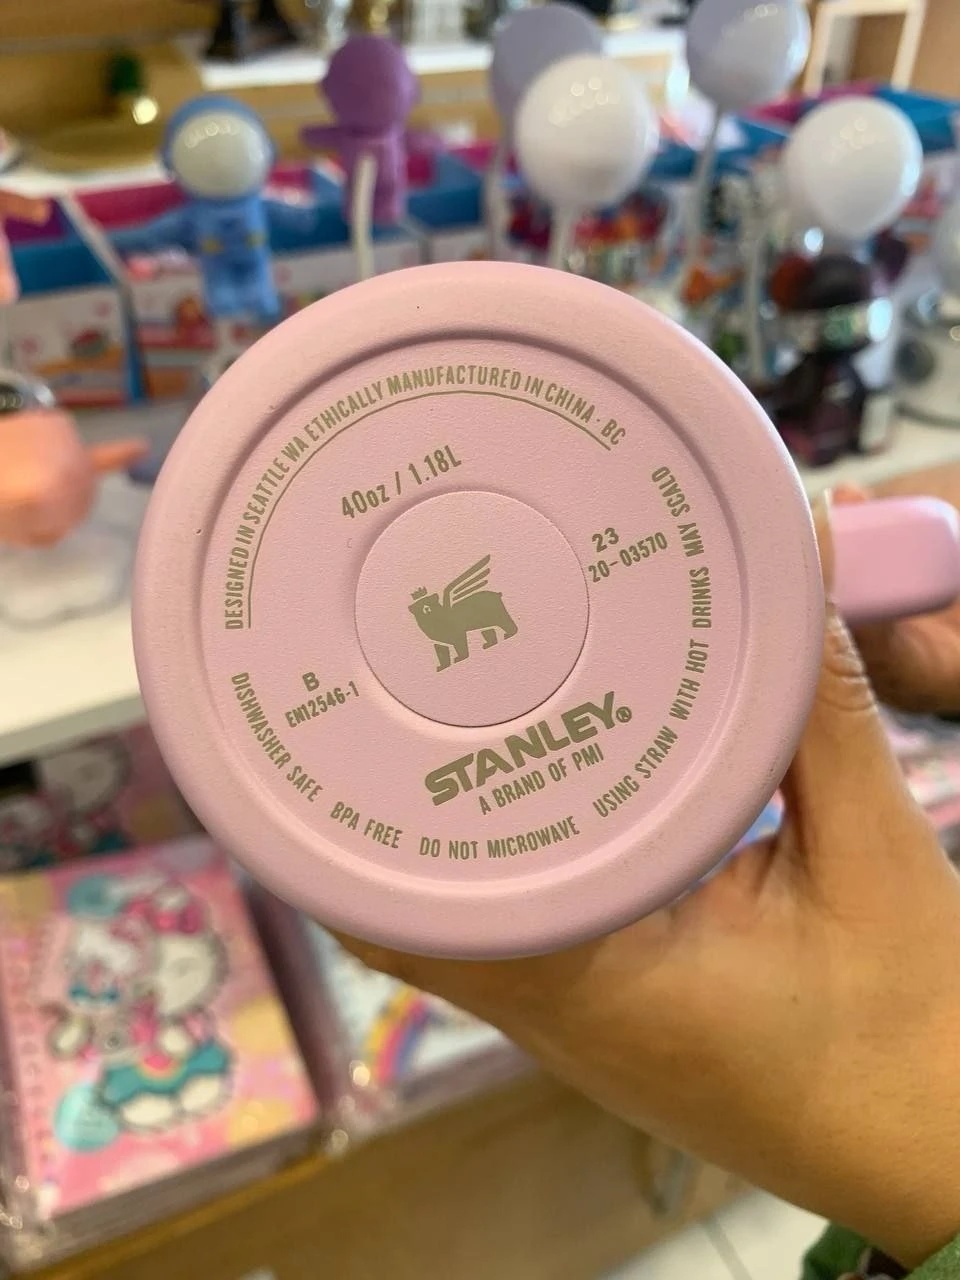 DESIGNED IN SEATTLE WA ETHICALLY MANUFACTURED IN CHINA · BC
40oz / 1.18L
23
20-03570
B
EN12546-1
STANLEY®
A BRAND OF PMI
DISHWASHER SAFE BPA FREE DO NOT MICROWAVE USING STRAW WITH HOT DRINKS MAY SCALD